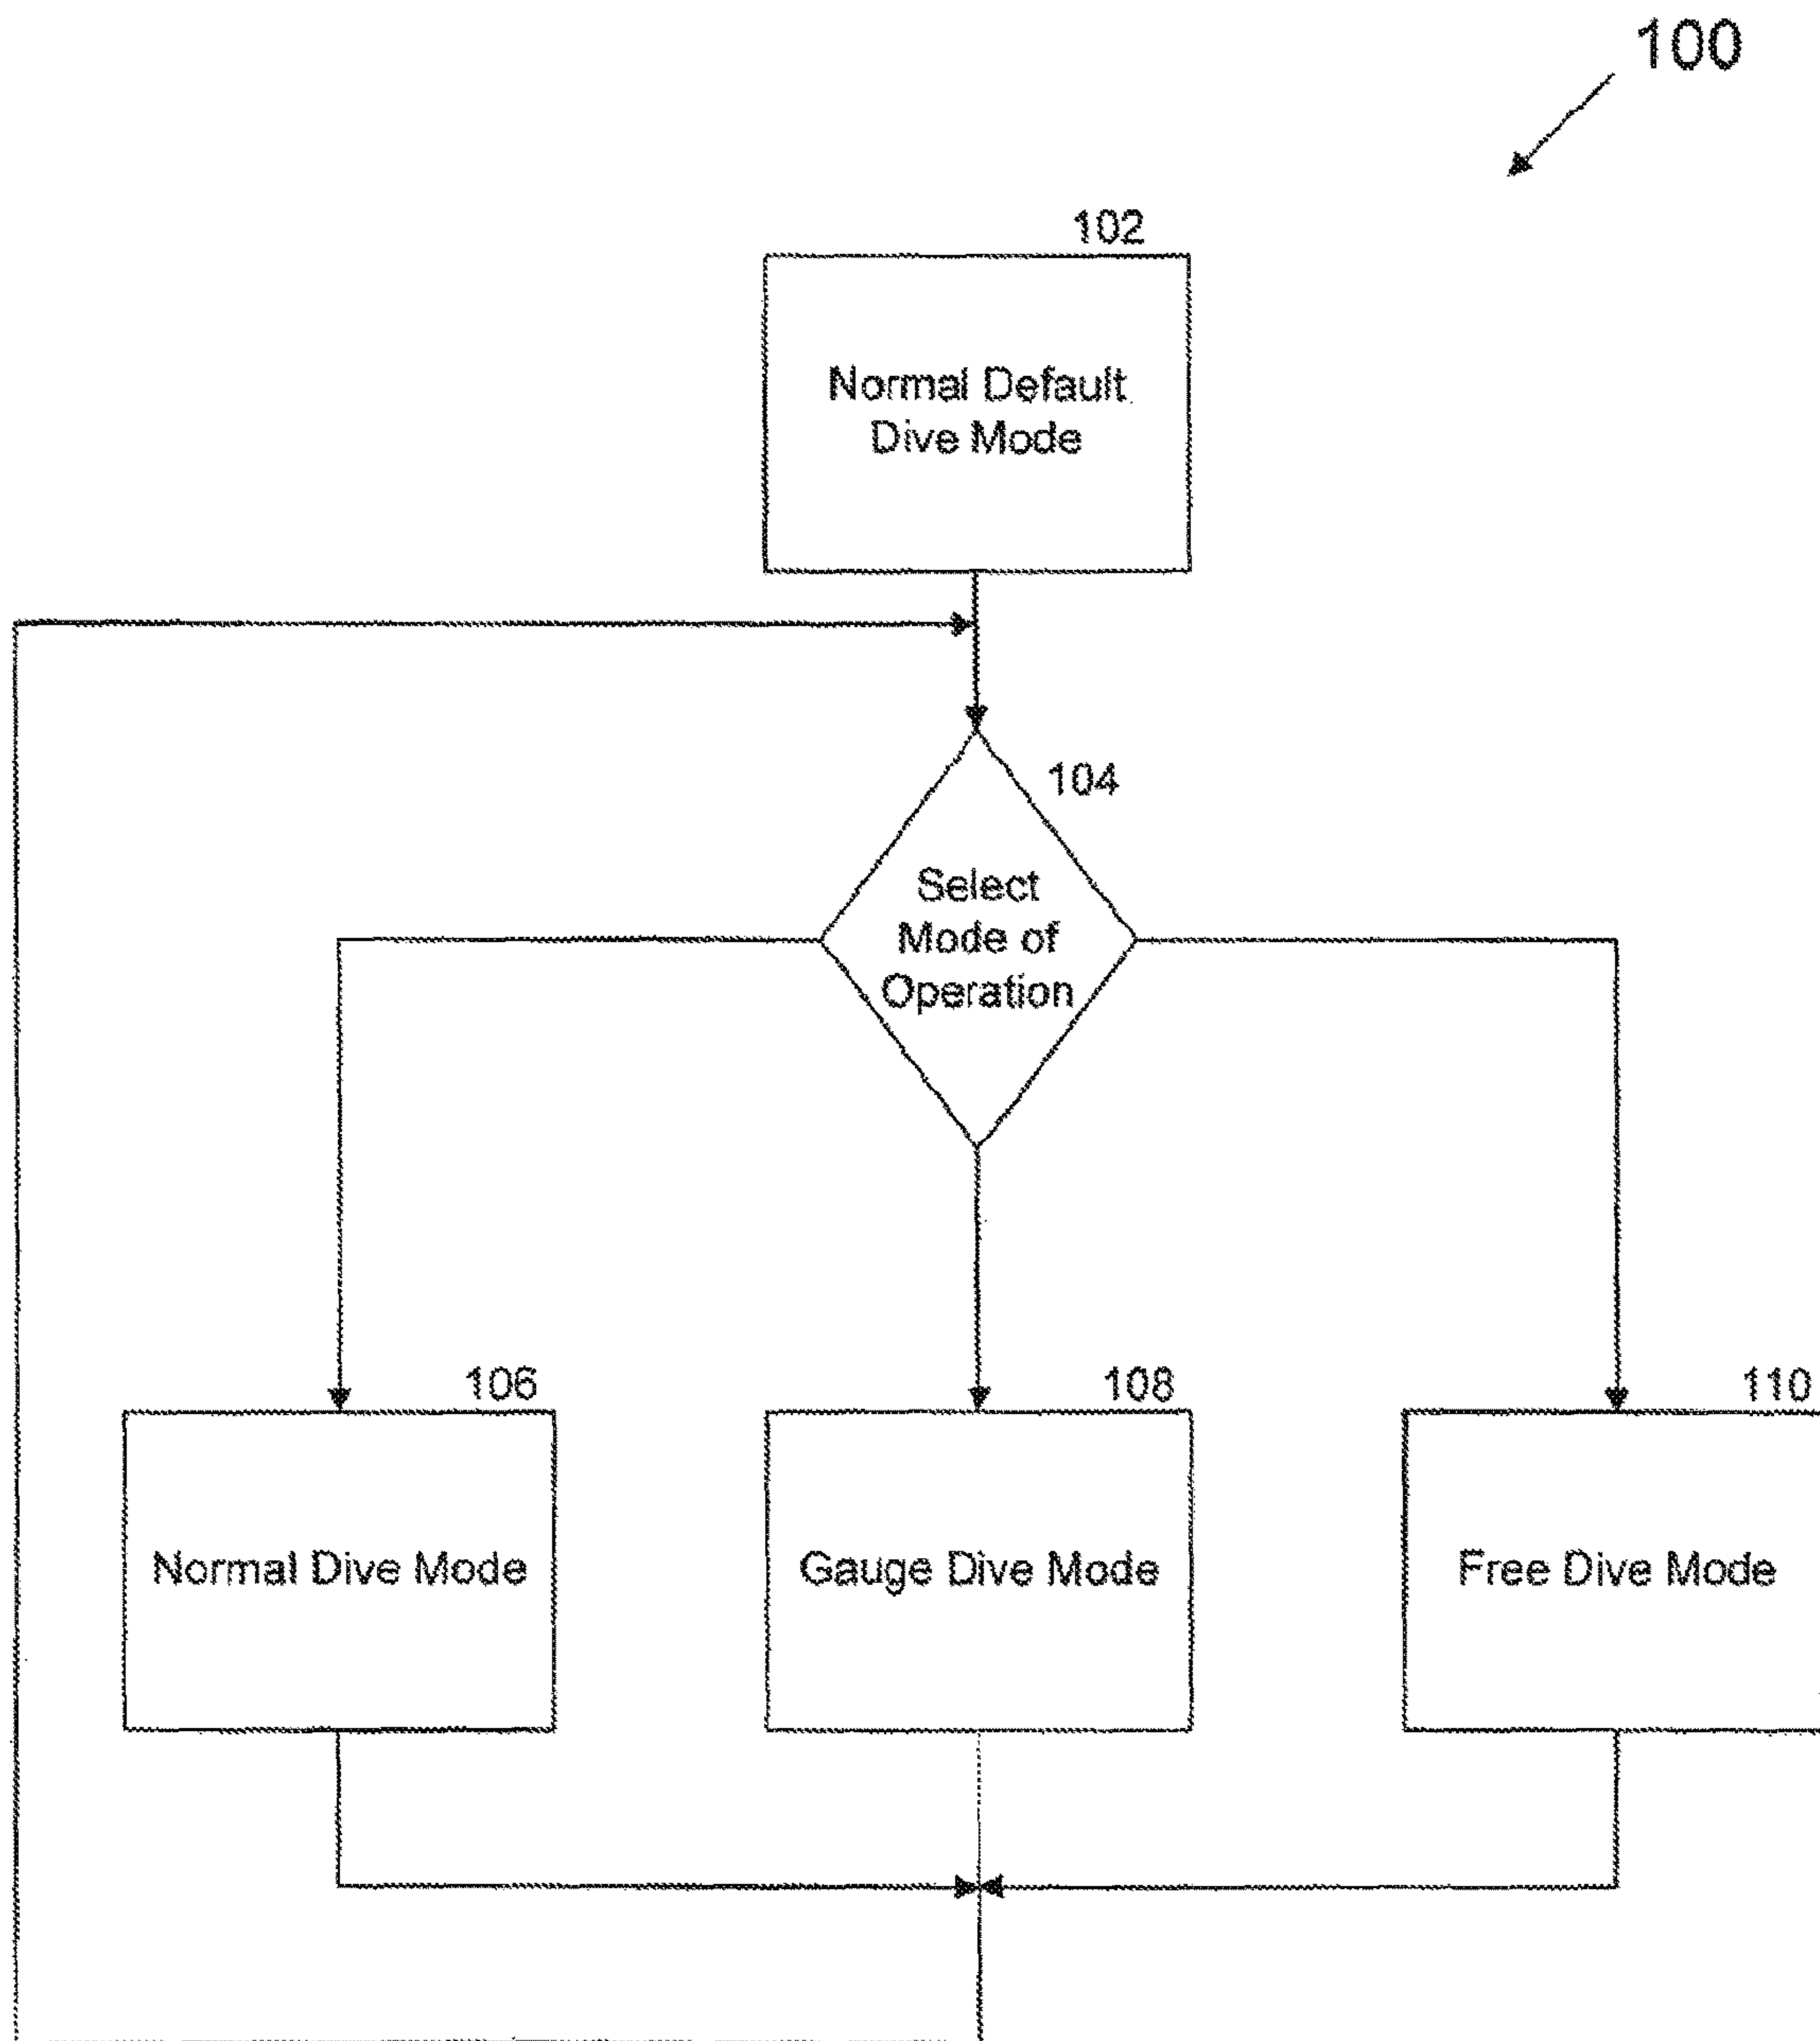 100
102
Normal Default
Dive Mode
104
Select
Mode of
Operation
106
108
110
Normal Dive Mode
Gauge Dive Mode
Free Dive Mode